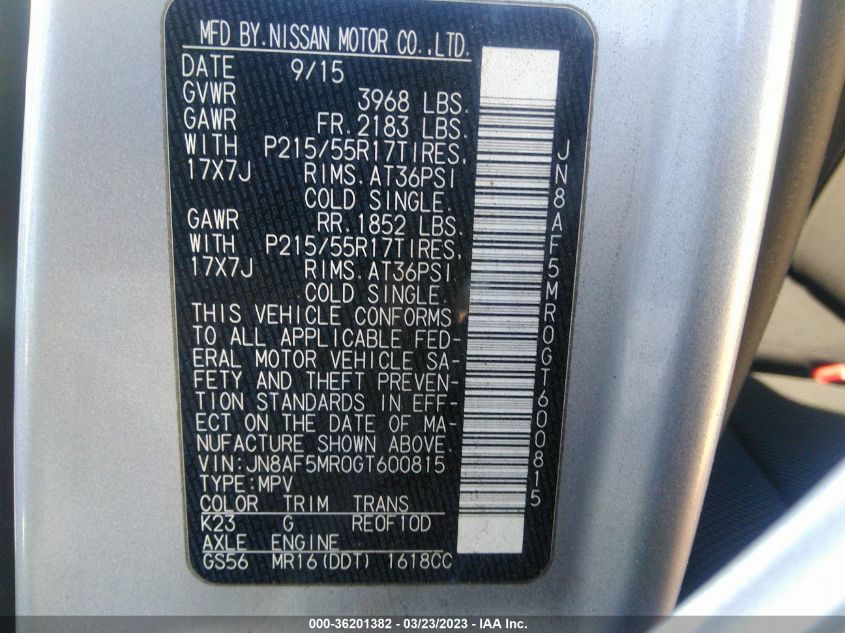 MFD BY.NISSAN MOTOR CO.,LTD.
DATE 9/15
GVWR 3968 LBS.
GAWR FR.2183 LBS.
WITH P215/55R17TIRES,
17X7J RIMS.AT36PSI
COLD SINGLE.
GAWR RR.1852 LBS.
WITH P215/55R17TIRES,
17X7J RIMS.AT36PSI
COLD SINGLE.
THIS VEHICLE CONFORMS
TO ALL APPLICABLE FED-
ERAL MOTOR VEHICLE SA-
FETY AND THEFT PREVEN-
TION STANDARDS IN EFF-
ECT ON THE DATE OF MA-
NUFACTURE SHOWN ABOVE.
VIN:JN8AF5MR0GT600815
TYPE:MPV
COLOR TRIM TRANS
K23 G RE0F10D
AXLE ENGINE
GS56 MR16(DDT) 1618CC
JN8AF5MR0GT600815
000-36201382 - 03/23/2023 - IAA Inc.